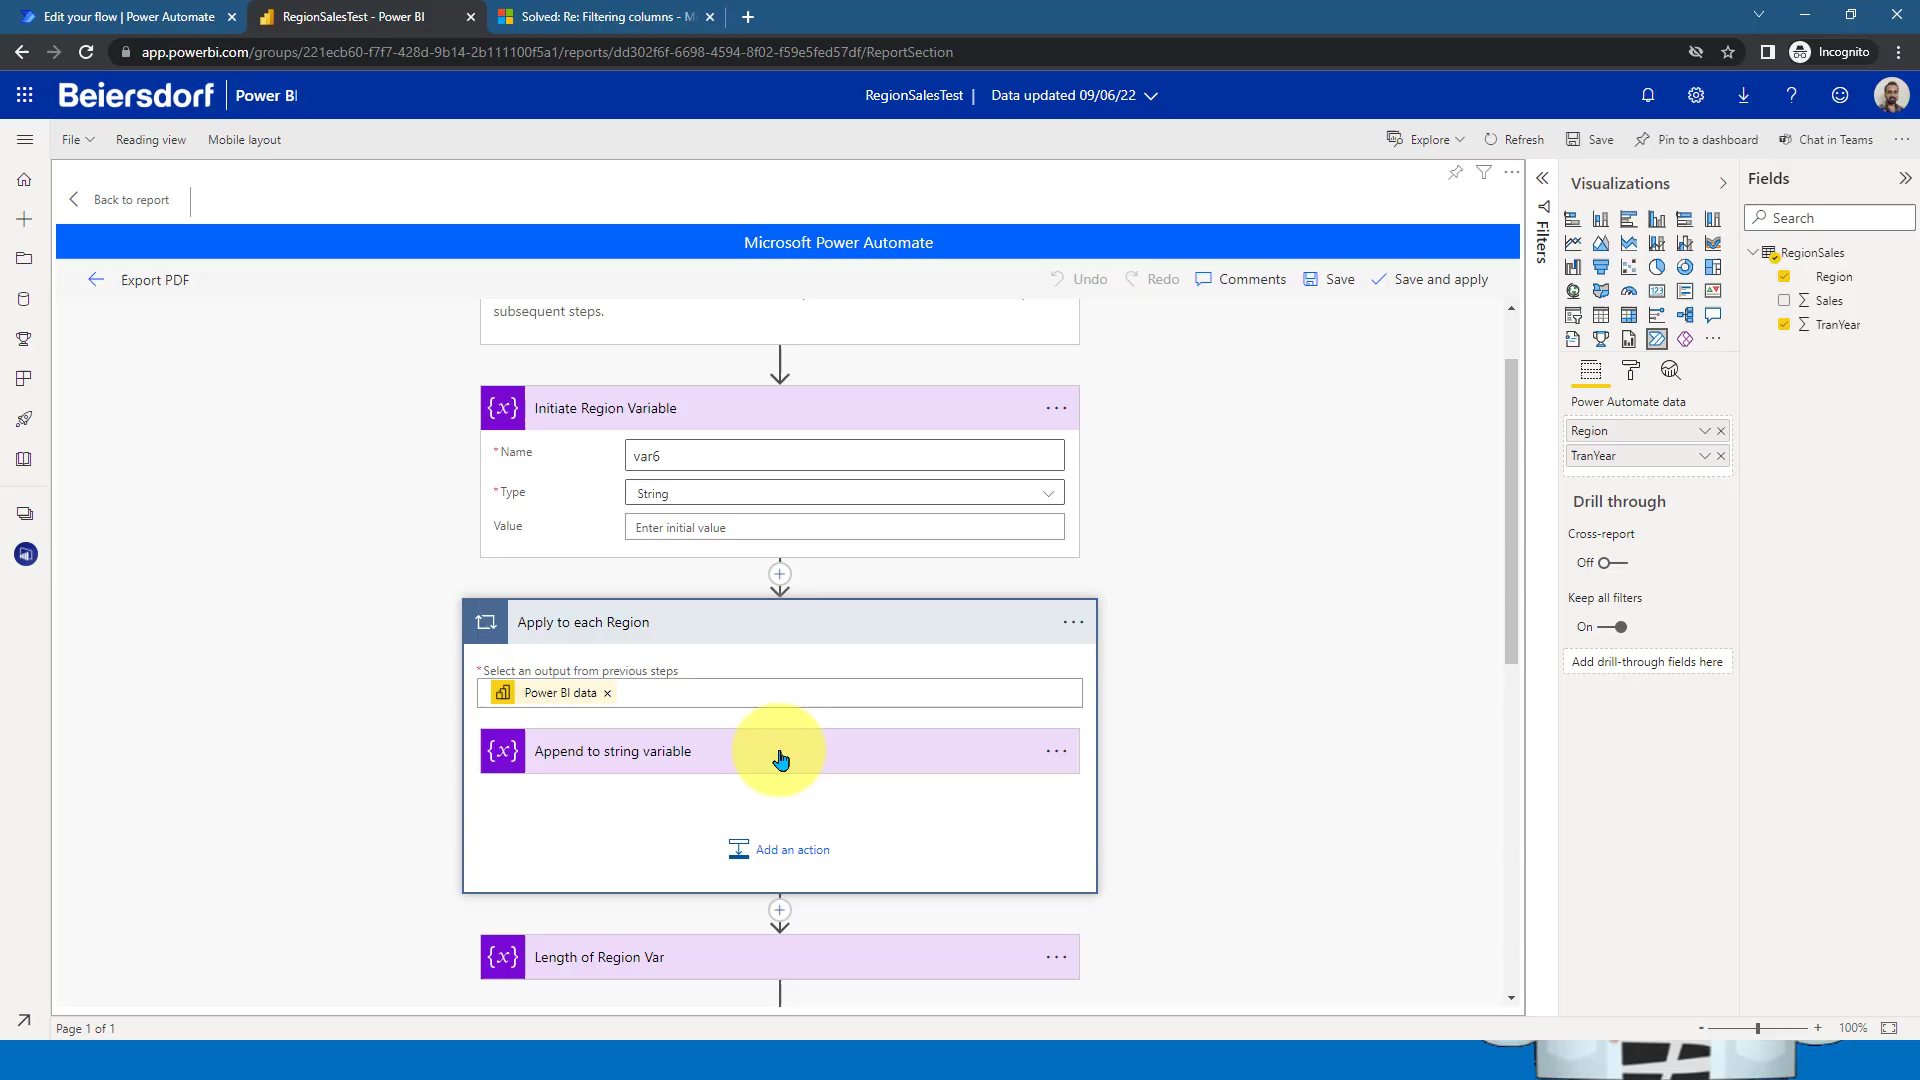 Edit your flow | Power Automate
RegionSalesTest - Power BI
Solved: Re: Filtering columns - M
app.powerbi.com/groups/221ecb60-f7f7-428d-9b14-2b111100f5a1/reports/dd302f6f-6698-4594-8f02-f59e5fed57df/ReportSection
Incognito
Beiersdorf
Power BI
RegionSalesTest | Data updated 09/06/22
File
Reading view
Mobile layout
Explore
Refresh
Save
Pin to a dashboard
Chat in Teams
Back to report
Microsoft Power Automate
Export PDF
Undo
Redo
Comments
Save
Save and apply
subsequent steps.
{x} Initiate Region Variable
* Name
var6
* Type
String
Value
Enter initial value
Apply to each Region
* Select an output from previous steps
Power BI data
{x} Append to string variable
Add an action
{x} Length of Region Var
Filters
Visualizations
Power Automate data
Region
TranYear
Drill through
Cross-report
Off
Keep all filters
On
Add drill-through fields here
Fields
Search
RegionSales
Region
Sales
TranYear
Page 1 of 1
- + 100%